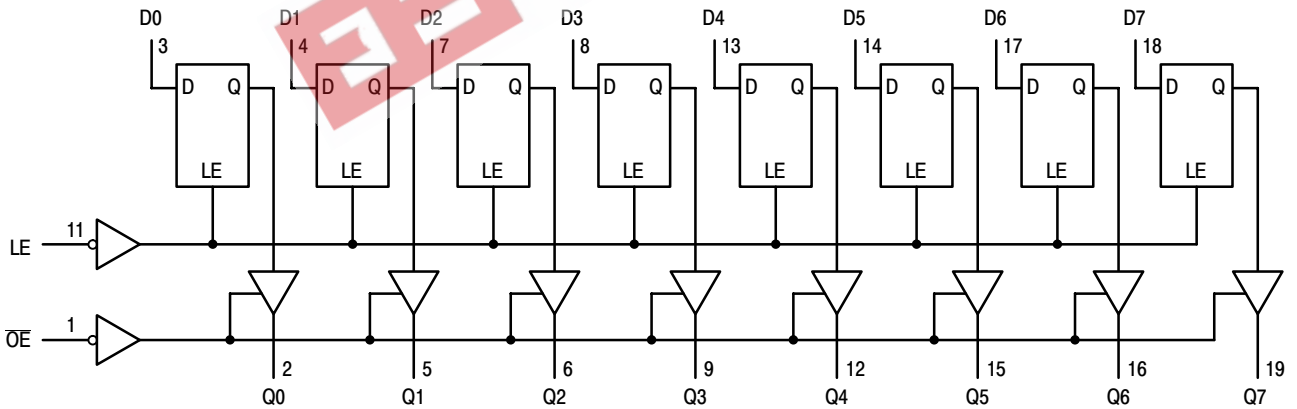 D0 D1 D2 D3 D4 D5 D6 D7
3 4 7 8 13 14 17 18
D Q D Q D Q D Q D Q D Q D Q D Q
LE LE LE LE LE LE LE LE
LE 11
OE 1
2 5 6 9 12 15 16 19
Q0 Q1 Q2 Q3 Q4 Q5 Q6 Q7